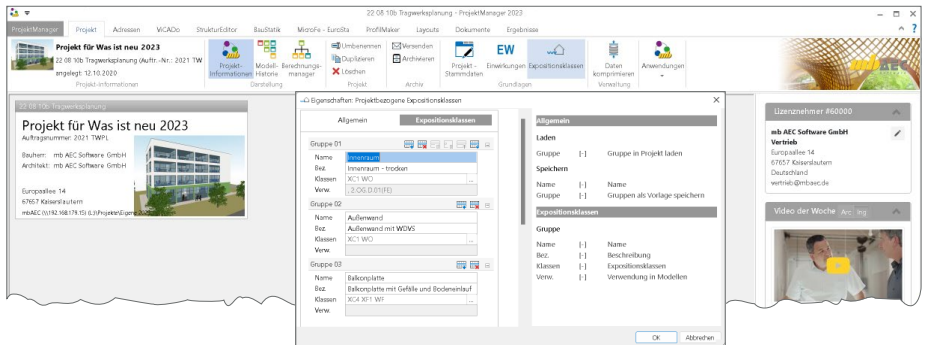 22 08 10b Tragwerksplanung - ProjektManager 2023
ProjektManager Projekt Adressen ViCADo StrukturEditor BauStatik MicroFe - EuroSta ProfilMaker Layouts Dokumente Ergebnisse
Projekt für Was ist neu 2023
22 08 10b Tragwerksplanung (Auftr.-Nr.: 2021 TW
angelegt: 12.10.2020
Projekt-Informationen
Projekt-Informationen
Modell-Historie
Berechnungs-manager
Darstellung
Umbenennen
Duplizieren
Löschen
Projekt
Versenden
Archivieren
Archiv
Projekt-Stammdaten
EW
Einwirkungen
Expositionsklassen
Grundlagen
Daten komprimieren
Verwaltung
Anwendungen
mb AEC
22 08 10b Tragwerksplanung
Projekt für Was ist neu 2023
Auftragsnummer: 2021 TWPL
Bauherr: mb AEC Software GmbH
Architekt: mb AEC Software GmbH
Europaallee 14
67657 Kaiserslautern
Eigenschaften: Projektbezogene Expositionsklassen
Allgemein Expositionsklassen
Gruppe 01
Name Innenraum
Bez. Innenraum - trocken
Klassen XC1 WO ...
Verw. , 2.OG.D.01(FE)
Gruppe 02
Name Außenwand
Bez. Außenwand mit WDVS
Klassen XC1 WO ...
Verw.
Gruppe 03
Name Balkonplatte
Bez. Balkonplatte mit Gefälle und Bodeneinlauf
Klassen XC4 XF1 WF ...
Verw.
Allgemein
Laden
Gruppe [-] Gruppe in Projekt laden
Speichern
Name [-] Name
Gruppe [-] Gruppen als Vorlage speichern
Expositionsklassen
Gruppe
Name [-] Name
Bez. [-] Beschreibung
Klassen [-] Expositionsklassen
Verw. [-] Verwendung in Modellen
OK Abbrechen
Lizenznehmer #60000
mb AEC Software GmbH
Vertrieb
Europaallee 14
67657 Kaiserslautern
Deutschland
vertrieb@mbaec.de
Video der Woche Arc Ing